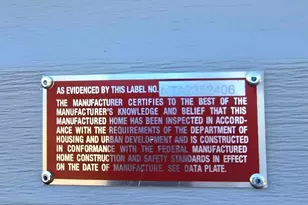 AS EVIDENCED BY THIS LABEL NO.
THE MANUFACTURER CERTIFIES TO THE BEST OF THE
MANUFACTURER'S KNOWLEDGE AND BELIEF THAT THIS
MANUFACTURED HOME HAS BEEN INSPECTED IN ACCORD-
ANCE WITH THE REQUIREMENTS OF THE DEPARTMENT OF
HOUSING AND URBAN DEVELOPMENT AND IS CONSTRUCTED
IN CONFORMANCE WITH THE FEDERAL MANUFACTURED
HOME CONSTRUCTION AND SAFETY STANDARDS IN EFFECT
ON THE DATE OF MANUFACTURE. SEE DATA PLATE.